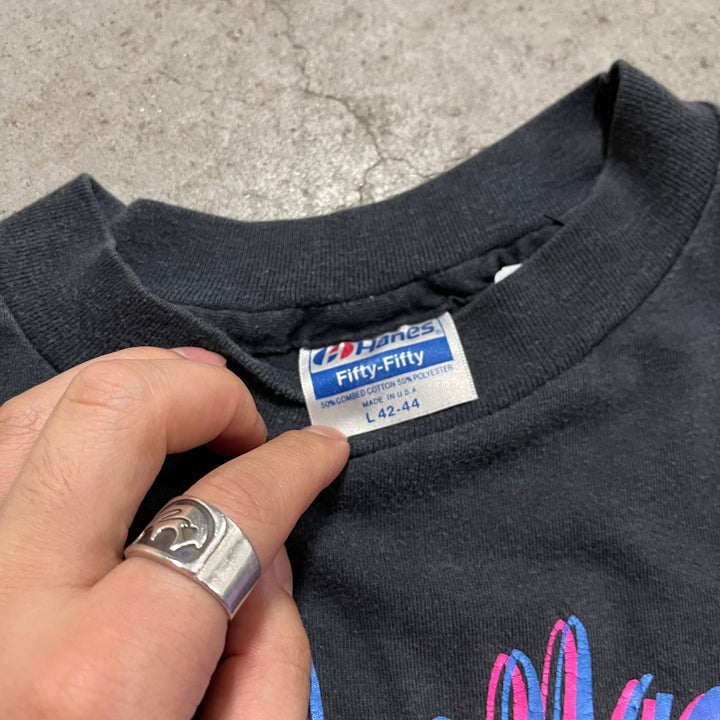 Hanes®
Fifty-Fifty
50% COMBED COTTON 50% POLYESTER
MADE IN U.S.A
L 42-44